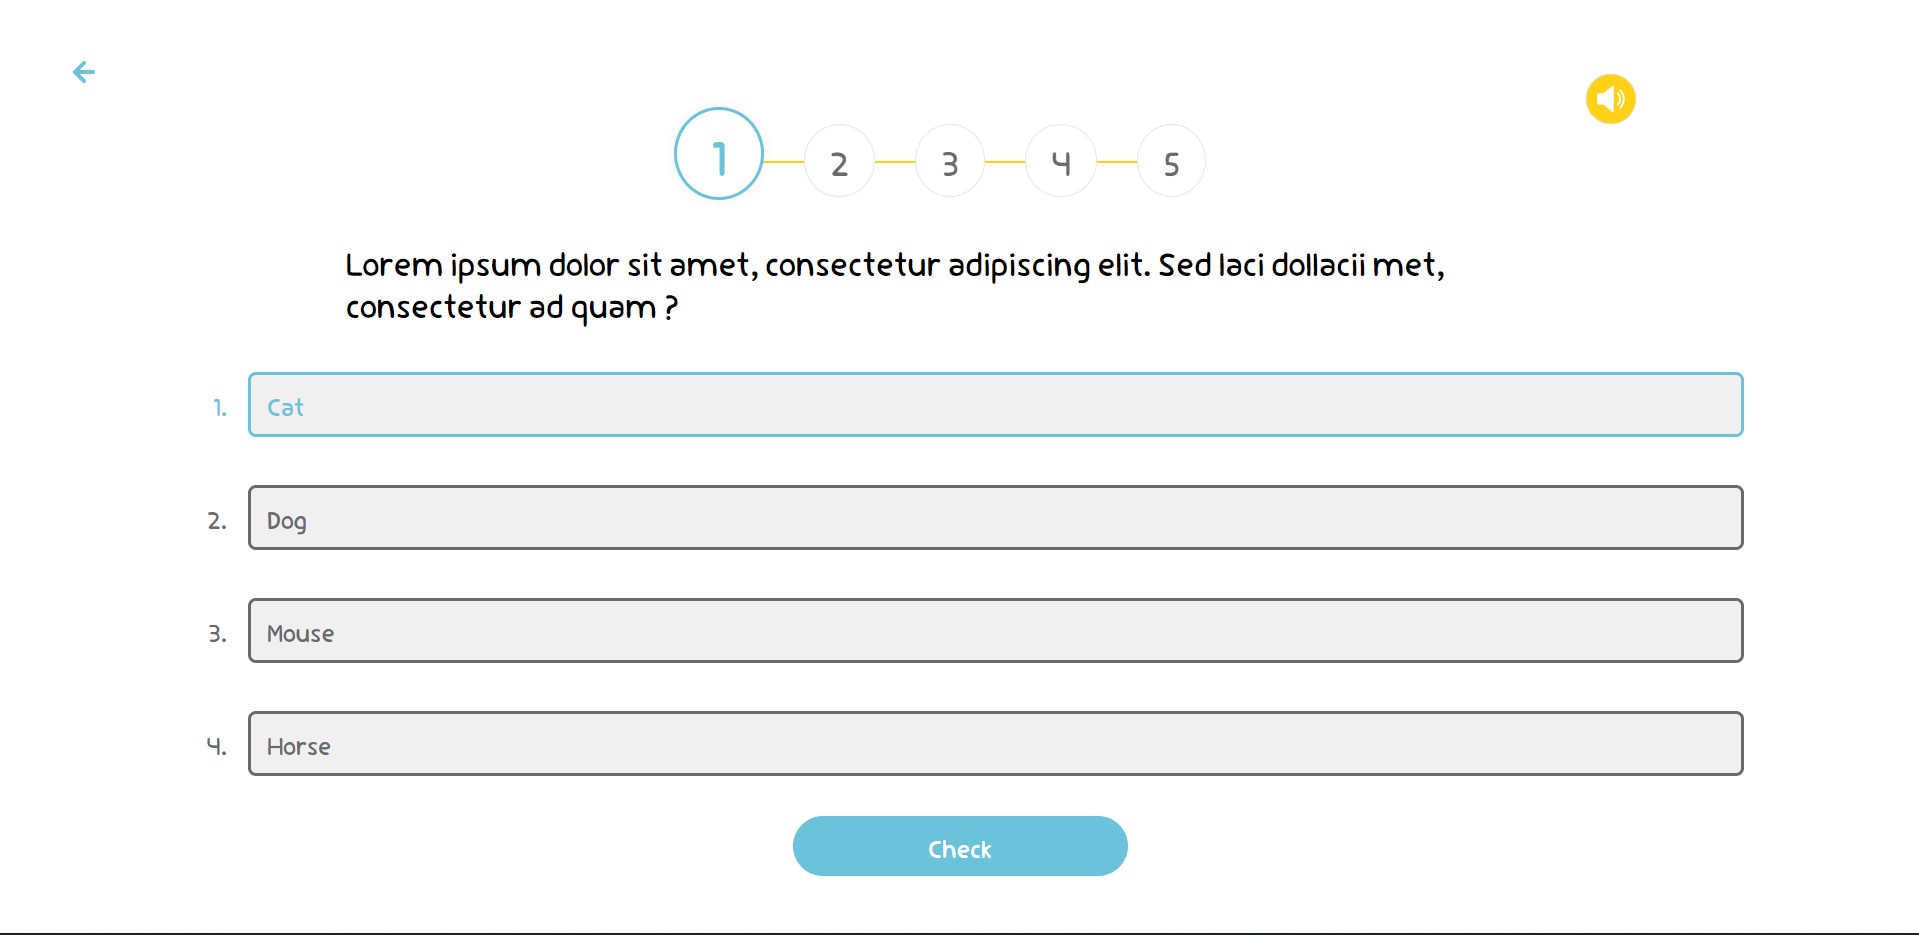 1 2 3 4 5
Lorem ipsum dolor sit amet, consectetur adipiscing elit. Sed laci dollacii met,
consectetur ad quam ?
1. Cat
2. Dog
3. Mouse
4. Horse
Check